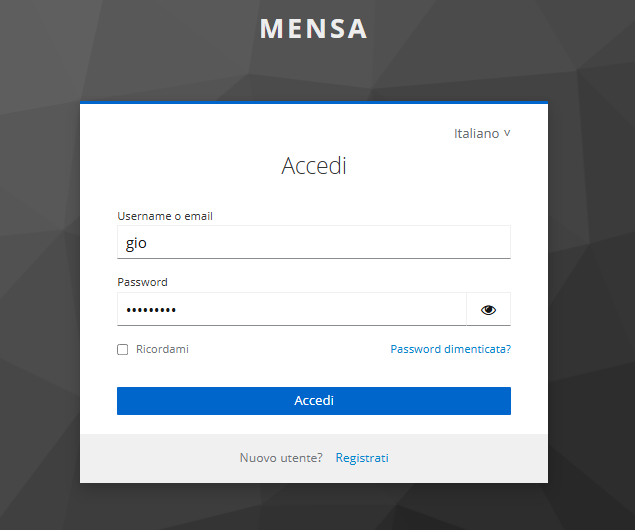 MENSA
Italiano
Accedi
Username o email
gio
Password
•••••••••
Ricordami Password dimenticata?
Accedi
Nuovo utente? Registrati